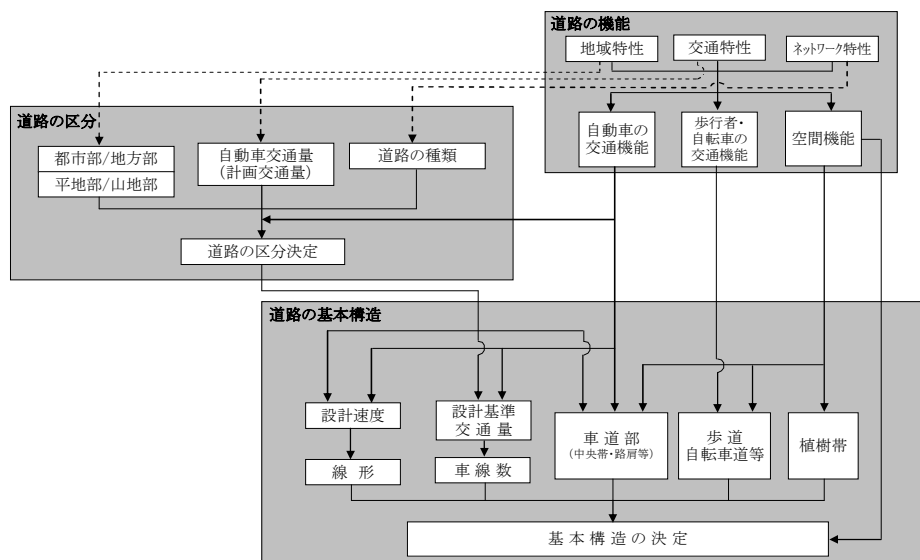 道路の機能
地域特性
交通特性
ネットワーク特性
自動車の
交通機能
歩行者・
自転車の
交通機能
空間機能
道路の区分
都市部/地方部
平地部/山地部
自動車交通量
(計画交通量)
道路の種類
道路の区分決定
道路の基本構造
設計速度
線 形
設計基準
交 通 量
車 線 数
車 道 部
(中央帯・路肩等)
歩 道
自転車道等
植樹帯
基 本 構 造 の 決 定